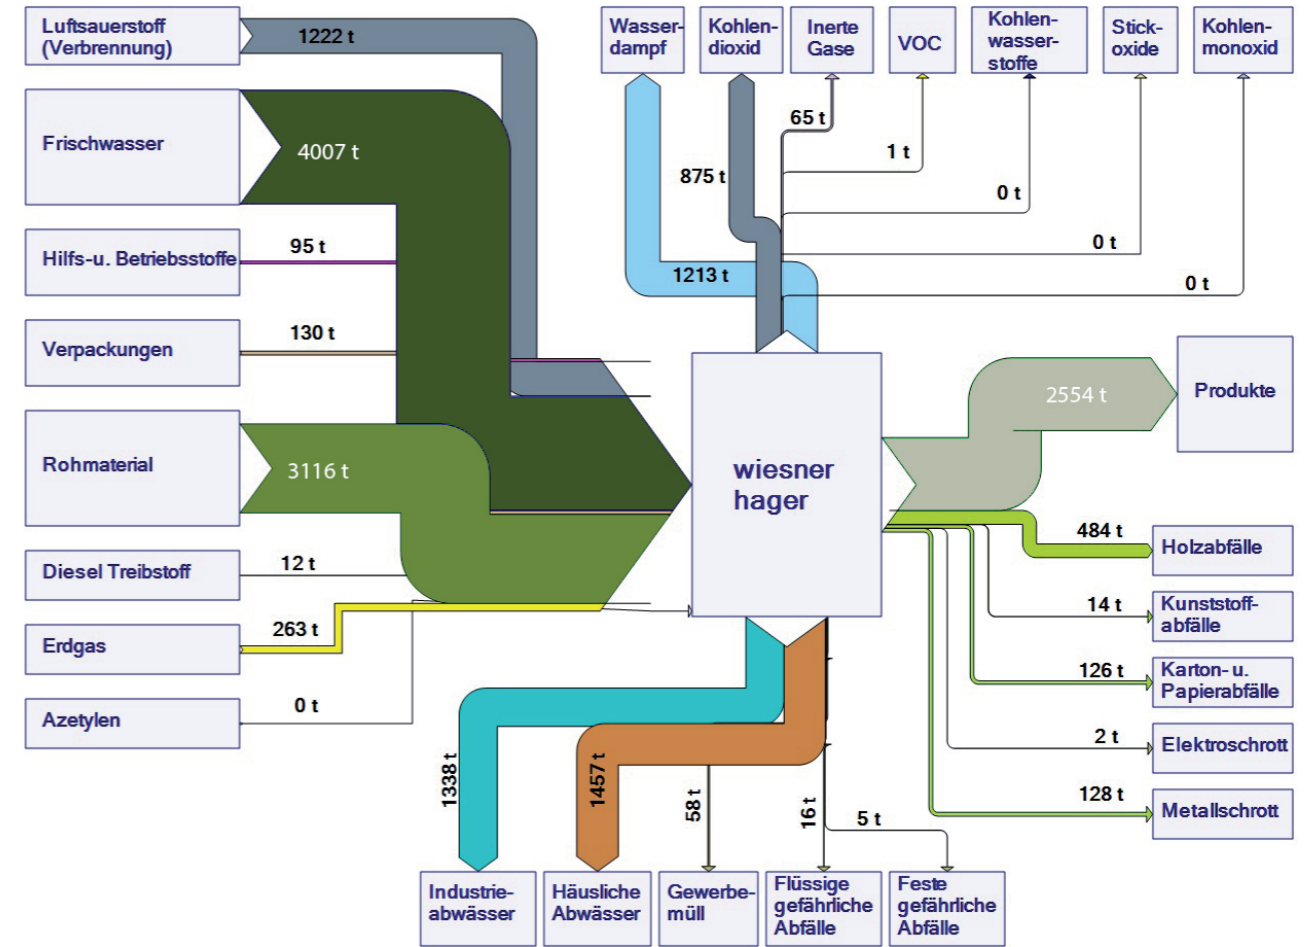 Luftsauerstoff
(Verbrennung)
1222 t
Frischwasser
4007 t
Hilfs-u. Betriebsstoffe
95 t
Verpackungen
130 t
Rohmaterial
3116 t
Diesel Treibstoff
12 t
Erdgas
263 t
Azetylen
0 t
Wasser-
dampf
1213 t
Kohlen-
dioxid
875 t
Inerte
Gase
65 t
VOC
1 t
Kohlen-
wasser-
stoffe
0 t
Stick-
oxide
0 t
Kohlen-
monoxid
0 t
wiesner
hager
2554 t
Produkte
484 t
Holzabfälle
14 t
Kunststoff-
abfälle
126 t
Karton- u.
Papierabfälle
2 t
Elektroschrott
128 t
Metallschrott
1338 t
Industrie-
abwässer
1457 t
Häusliche
Abwässer
58 t
Gewerbe-
müll
16 t
Flüssige
gefährliche
Abfälle
5 t
Feste
gefährliche
Abfälle